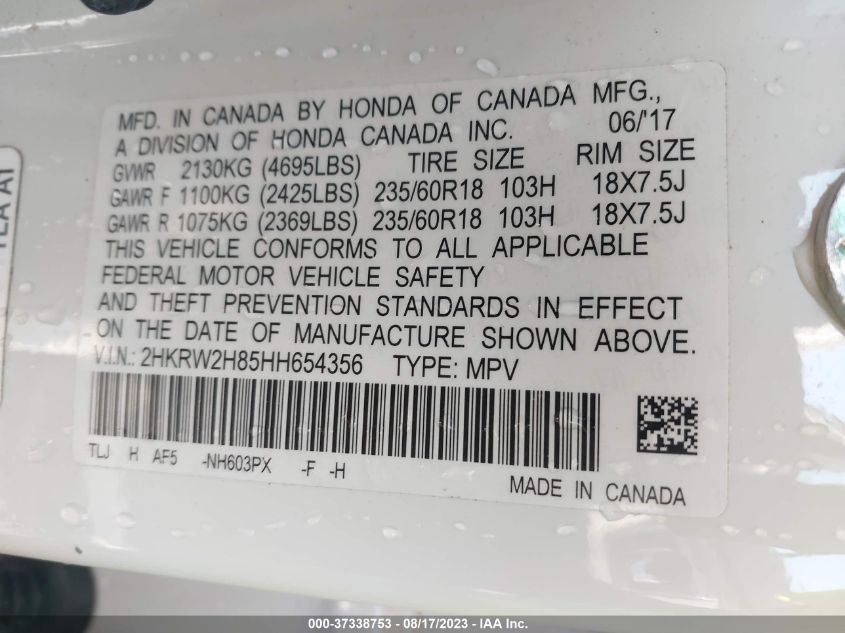 MFD. IN CANADA BY HONDA OF CANADA MFG.,
A DIVISION OF HONDA CANADA INC. 06/'17
GVWR 2130KG (4695LBS) TIRE SIZE RIM SIZE
GAWR F 1100KG (2425LBS) 235/60R18 103H 18X7.5J
GAWR R 1075KG (2369LBS) 235/60R18 103H 18X7.5J
THIS VEHICLE CONFORMS TO ALL APPLICABLE
FEDERAL MOTOR VEHICLE SAFETY
AND THEFT PREVENTION STANDARDS IN EFFECT
ON THE DATE OF MANUFACTURE SHOWN ABOVE.
V.I.N.: 2HKRW2H85HH654356 TYPE: MPV
TLJ H AF5 -NH603PX -F -H
MADE IN CANADA
TLA A1
000-37338753 - 08/17/2023 - IAA Inc.